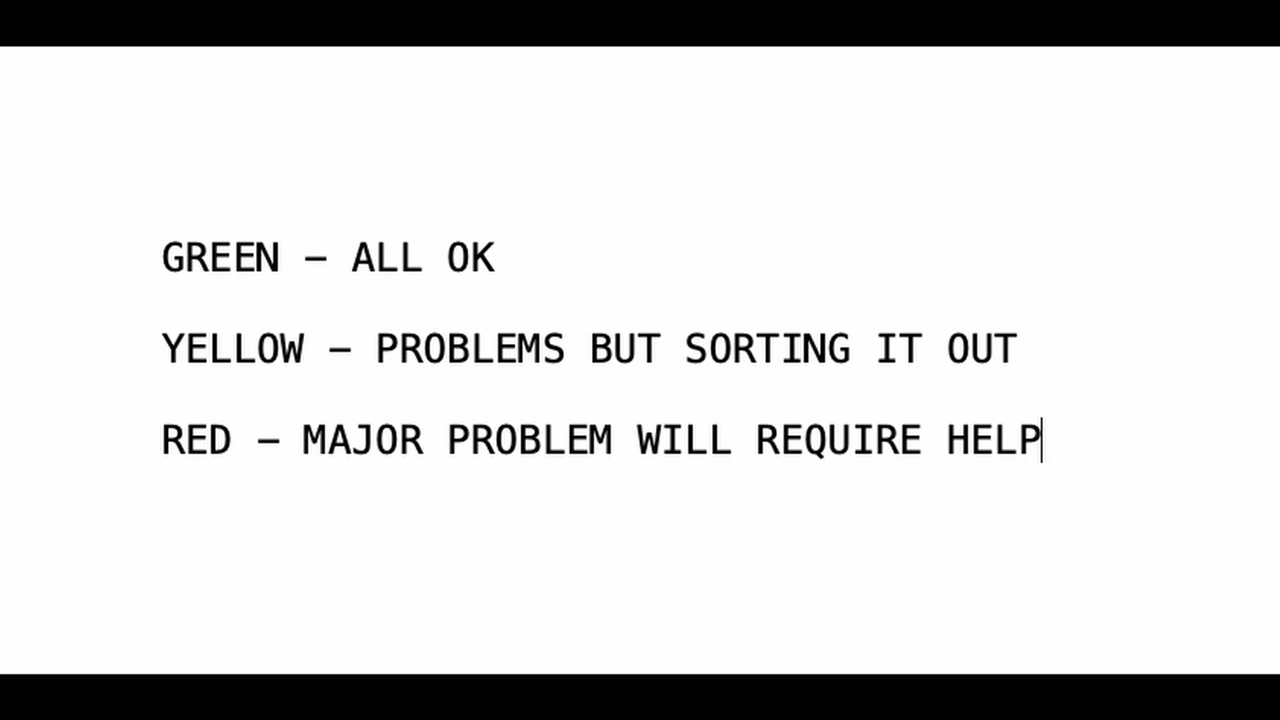 GREEN – ALL OK
YELLOW – PROBLEMS BUT SORTING IT OUT
RED – MAJOR PROBLEM WILL REQUIRE HELP